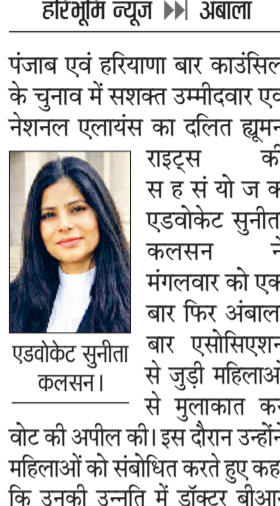 हरिभूमि न्यूज ▶▶| अंबाला
पंजाब एवं हरियाणा बार काउंसिल
के चुनाव में सशक्त उम्मीदवार एव
नेशनल एलायंस का दलित ह्यूमन
राइट्स की
स ह सं यो ज क
एडवोकेट सुनीत
कलसन ने
मंगलवार को एक
बार फिर अंबाल
बार एसोसिएशन
से जुड़ी महिलाओ
से मुलाकात कर
एडवोकेट सुनीता
कलसन।
वोट की अपील की। इस दौरान उन्होंन
महिलाओं को संबोधित करते हुए कह
कि उनकी उन्नति में डॉक्टर बीआर